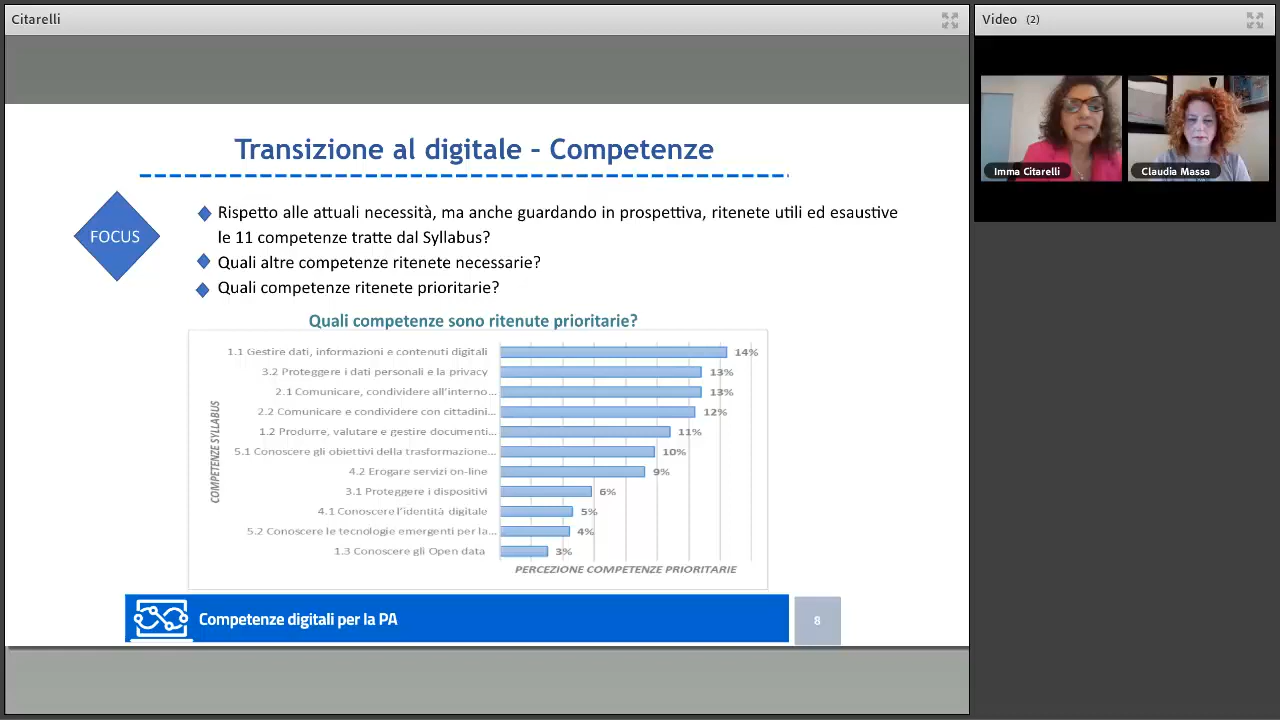 Citarelli
Video (2)
Imma Citarelli
Claudia Massa
Transizione al digitale - Competenze
FOCUS
Rispetto alle attuali necessità, ma anche guardando in prospettiva, ritenete utili ed esaustive
le 11 competenze tratte dal Syllabus?
Quali altre competenze ritenete necessarie?
Quali competenze ritenete prioritarie?
Quali competenze sono ritenute prioritarie?
COMPETENZE SYLLABUS
1.1 Gestire dati, informazioni e contenuti digitali 14%
3.2 Proteggere i dati personali e la privacy 13%
2.1 Comunicare, condividere all'interno... 13%
2.2 Comunicare e condividere con cittadini... 12%
1.2 Produrre, valutare e gestire documenti... 11%
5.1 Conoscere gli obiettivi della trasformazione... 10%
4.2 Erogare servizi on-line 9%
3.1 Proteggere i dispositivi 6%
4.1 Conoscere l'identità digitale 5%
5.2 Conoscere le tecnologie emergenti per la... 4%
1.3 Conoscere gli Open data 3%
PERCEZIONE COMPETENZE PRIORITARIE
Competenze digitali per la PA
8